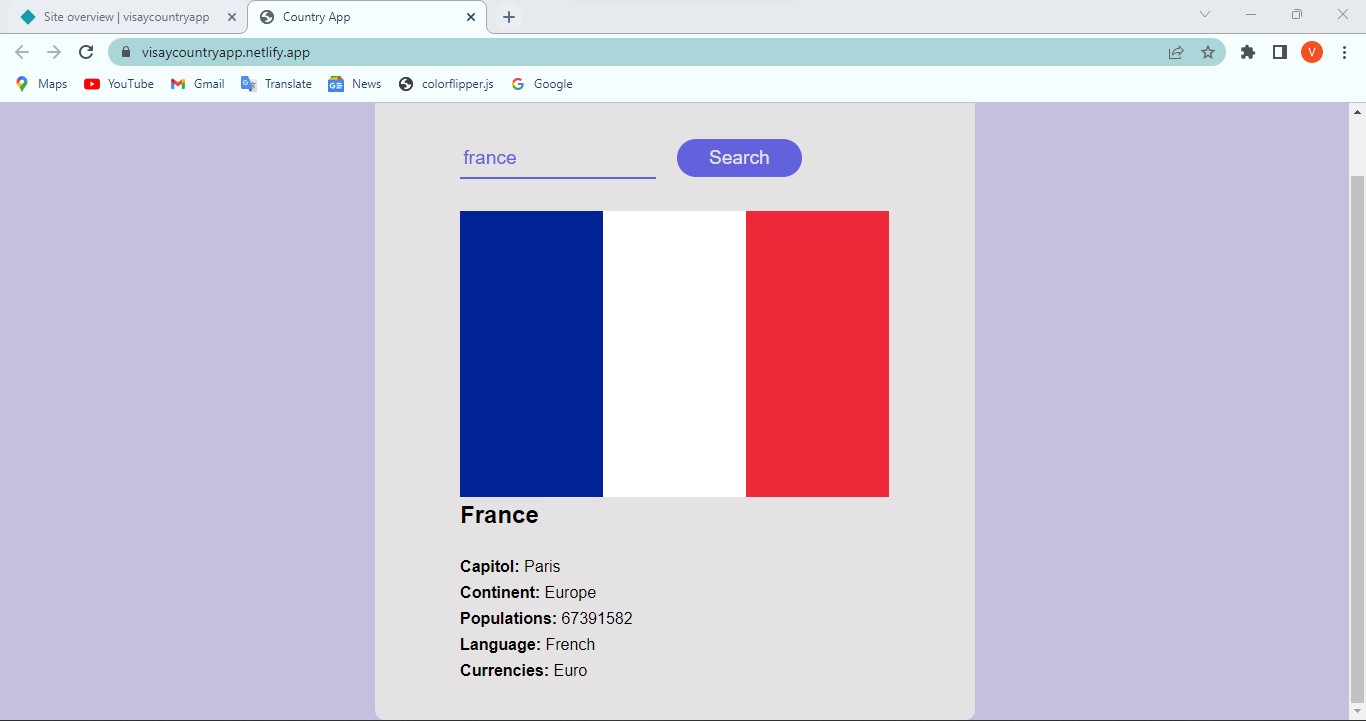 Site overview | visaycountryapp
Country App
visaycountryapp.netlify.app
V
Maps YouTube Gmail Translate News colorflipper.js Google
france Search
France
Capitol: Paris
Continent: Europe
Populations: 67391582
Language: French
Currencies: Euro